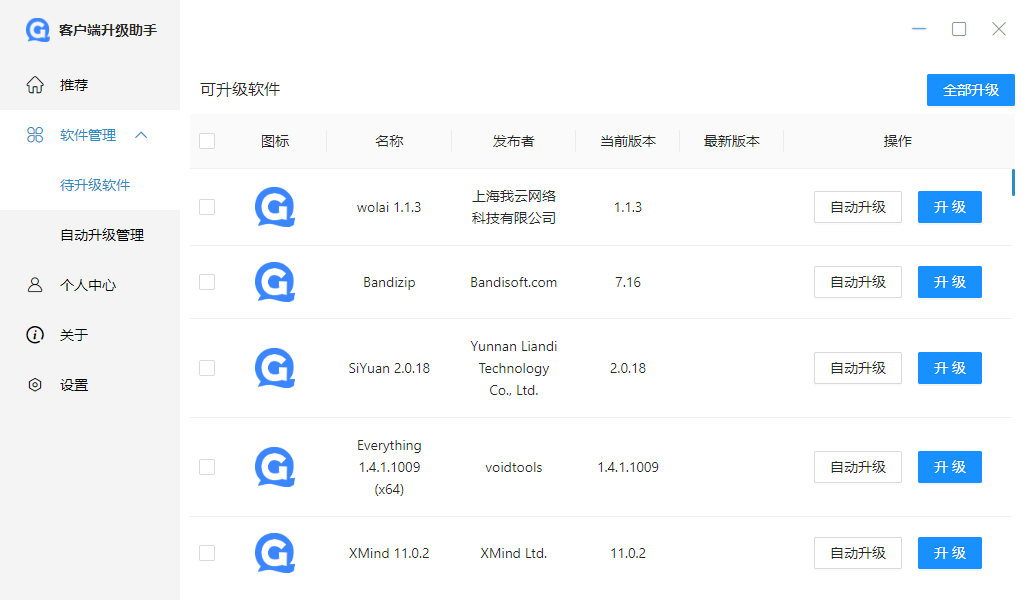 客户端升级助手
推荐
软件管理
待升级软件
自动升级管理
个人中心
关于
设置
可升级软件
全部升级
图标 名称 发布者 当前版本 最新版本 操作
wolai 1.1.3
上海我云网络
科技有限公司
1.1.3
自动升级 升 级
Bandizip Bandisoft.com 7.16 自动升级 升 级
SiYuan 2.0.18
Yunnan Liandi
Technology
Co., Ltd.
2.0.18
自动升级 升 级
Everything
1.4.1.1009
(x64)
voidtools
1.4.1.1009
自动升级 升 级
XMind 11.0.2 XMind Ltd. 11.0.2 自动升级 升 级